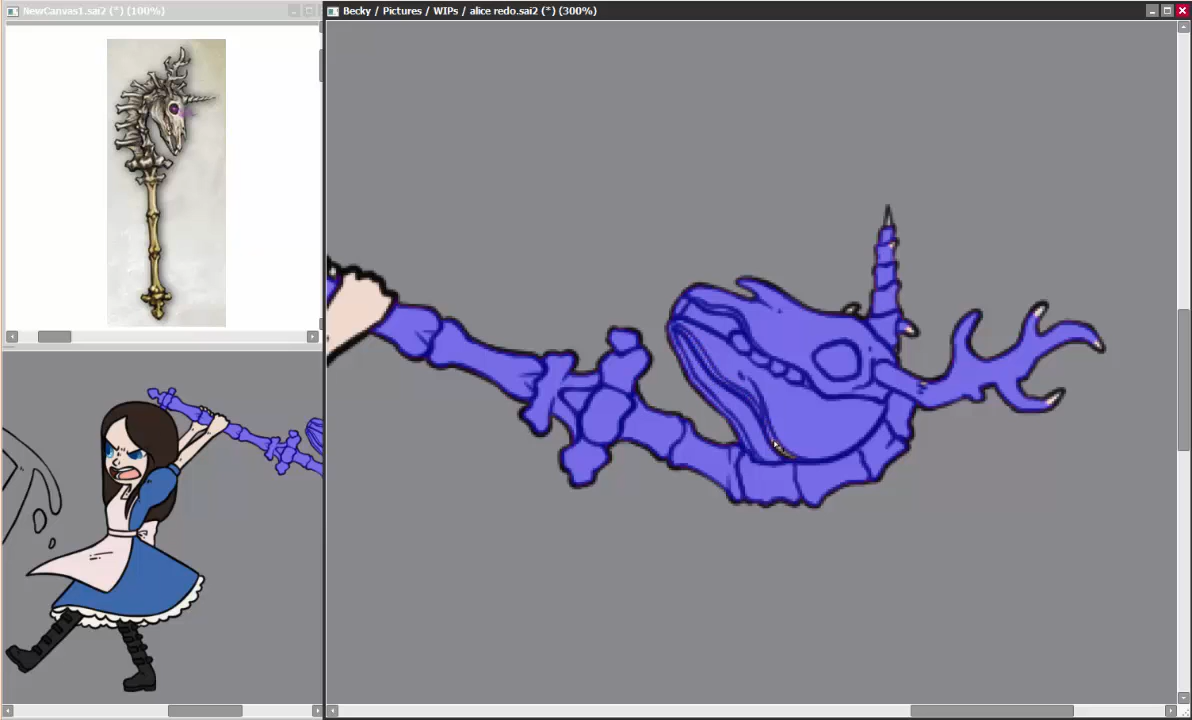 NewCanvas1.sai2 (*) (100%)
Becky / Pictures / WIPs / alice redo.sai2 (*) (300%)